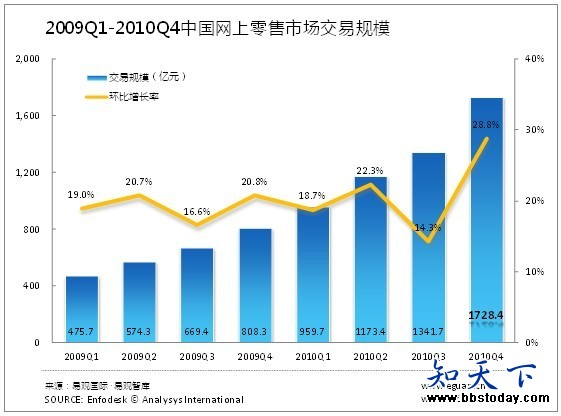 2009Q1-2010Q4中国网上零售市场交易规模
2,000
1,600
1,200
800
400
0
40%
30%
20%
10%
0%
交易规模（亿元）
环比增长率
19.0%
20.7%
16.6%
20.8%
18.7%
22.3%
14.3%
28.8%
475.7
574.3
669.4
808.3
959.7
1173.4
1341.7
1728.4
2009Q1
2009Q2
2009Q3
2009Q4
2010Q1
2010Q2
2010Q3
2010Q4
来源：易观国际·易观智库
SOURCE: Enfodesk © Analysys International
知天下
www.bbstoday.com